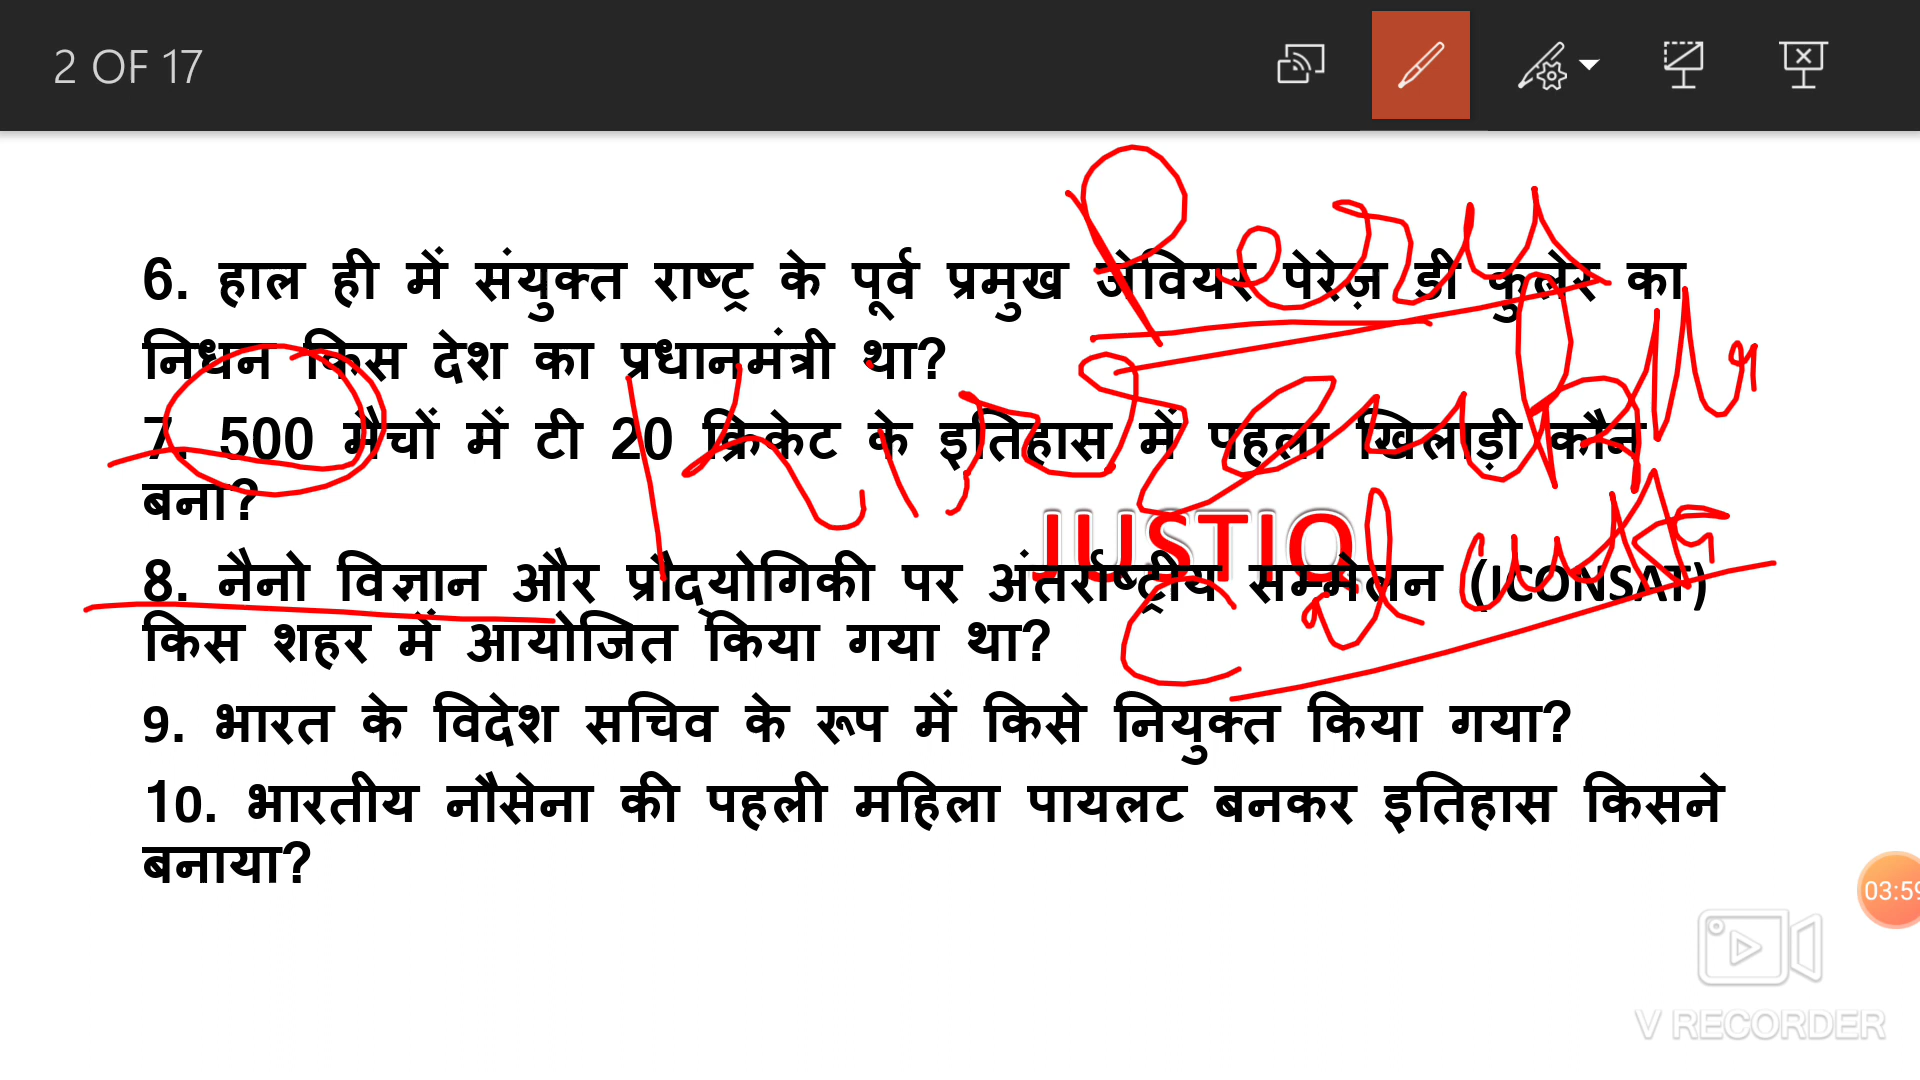 2 OF 17
Peru
6. हाल ही में संयुक्त राष्ट्र के पूर्व प्रमुख जेवियर पेरेज़ डी कुलेर का
निधन किस देश का प्रधानमंत्री था?
7. 500 मैचों में टी 20 क्रिकेट के इतिहास में पहला खिलाड़ी कौन
बना?
JUSTIQ
8. नैनो विज्ञान और प्रौद्योगिकी पर अंतर्राष्ट्रीय सम्मेलन (ICONSAT)
किस शहर में आयोजित किया गया था?
9. भारत के विदेश सचिव के रूप में किसे नियुक्त किया गया?
10. भारतीय नौसेना की पहली महिला पायलट बनकर इतिहास किसने
बनाया?
03:59
V RECORDER